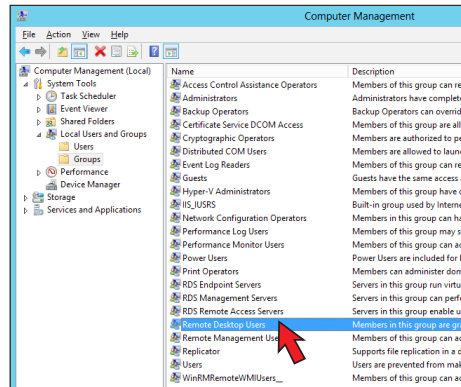 Computer Management
File Action View Help
Computer Management (Local)
System Tools
Task Scheduler
Event Viewer
Shared Folders
Local Users and Groups
Users
Groups
Performance
Device Manager
Storage
Services and Applications
Name Description
Access Control Assistance Operators Members of this group can re
Administrators Administrators have complet
Backup Operators Backup Operators can overrid
Certificate Service DCOM Access Members of this group are all
Cryptographic Operators Members are authorized to pe
Distributed COM Users Members are allowed to laun
Event Log Readers Members of this group can re
Guests Guests have the same access
Hyper-V Administrators Members of this group have c
IIS_IUSRS Built-in group used by Interne
Network Configuration Operators Members in this group can ha
Performance Log Users Members of this group may s
Performance Monitor Users Members of this group can ac
Power Users Power Users are included for
Print Operators Members can administer dom
RDS Endpoint Servers Servers in this group run virtu
RDS Management Servers Servers in this group can perf
RDS Remote Access Servers Servers in this group enable u
Remote Desktop Users Members in this group are gra
Remote Management Use Members of this group can ac
Replicator Supports file replication in a d
Users Users are prevented from mak
WinRMRemoteWMIUsers__ Members of this group can ac